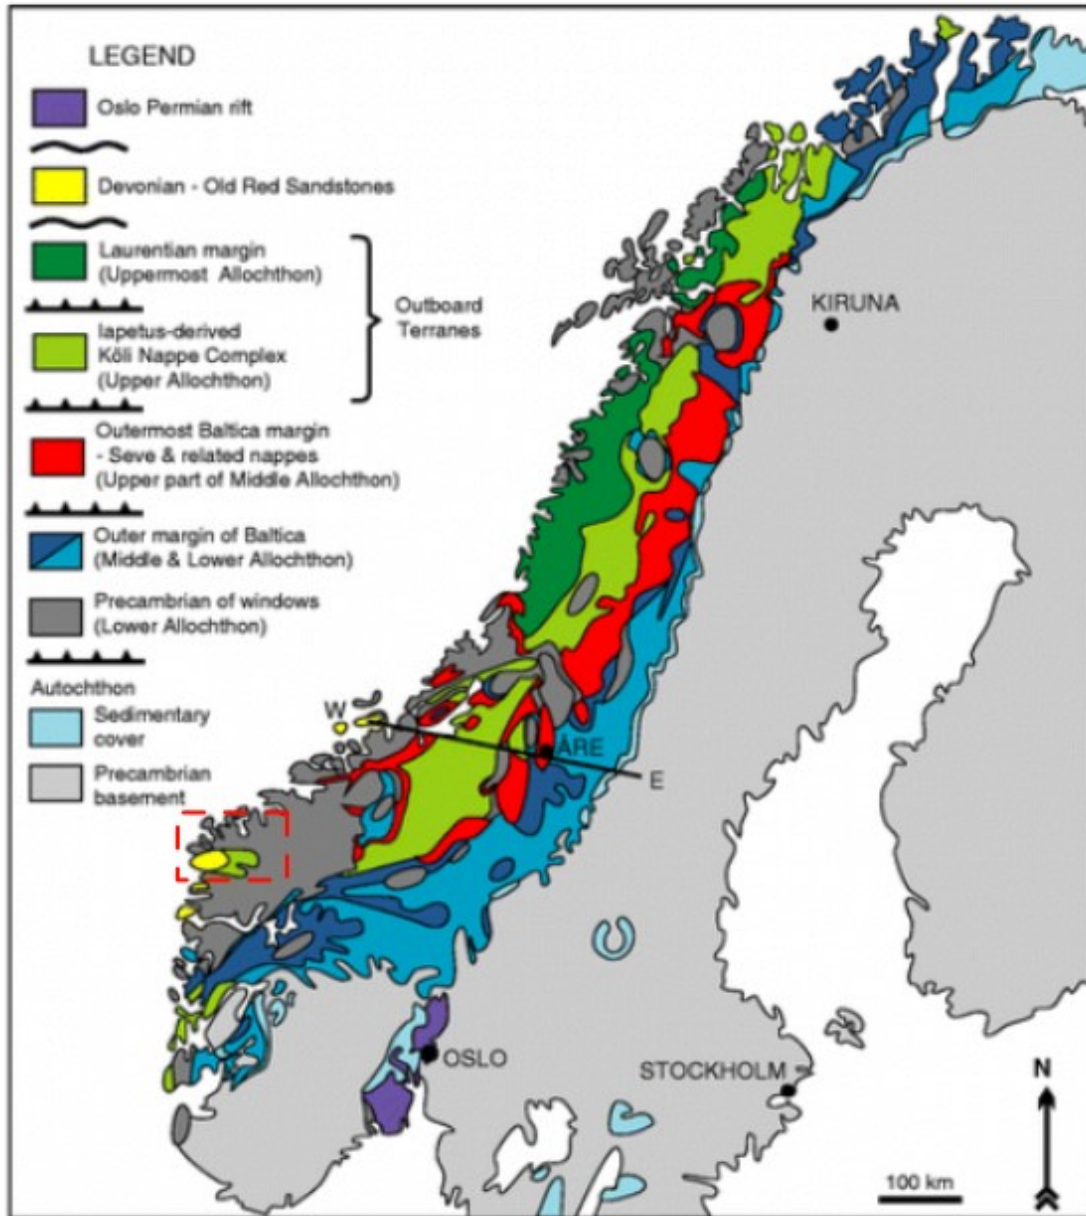 LEGEND
Oslo Permian rift
Devonian - Old Red Sandstones
Laurentian margin
(Uppermost Allochthon)
Outboard
Terranes
Iapetus-derived
Köli Nappe Complex
(Upper Allochthon)
Outermost Baltica margin
- Seve & related nappes
(Upper part of Middle Allochthon)
Outer margin of Baltica
(Middle & Lower Allochthon)
Precambrian of windows
(Lower Allochthon)
Autochthon
Sedimentary
cover
Precambrian
basement
KIRUNA
W
ÅRE
E
OSLO
STOCKHOLM
N
100 km